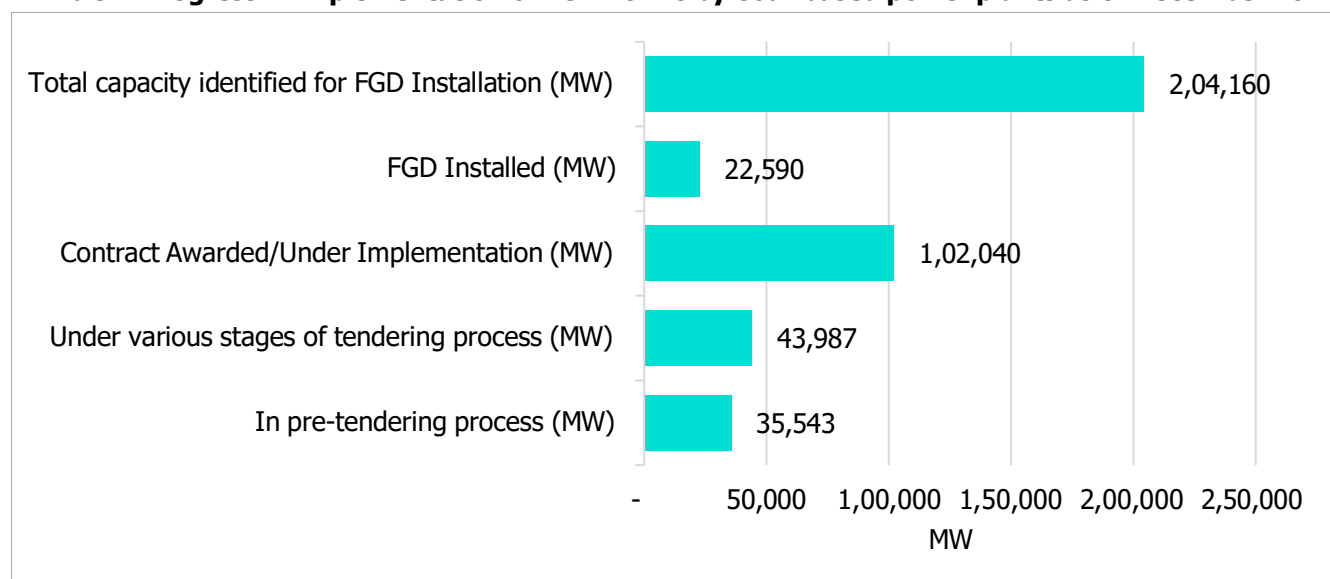 Total capacity identified for FGD Installation (MW)
2,04,160
FGD Installed (MW)
22,590
Contract Awarded/Under Implementation (MW)
1,02,040
Under various stages of tendering process (MW)
43,987
In pre-tendering process (MW)
35,543
- 50,000 1,00,000 1,50,000 2,00,000 2,50,000
MW